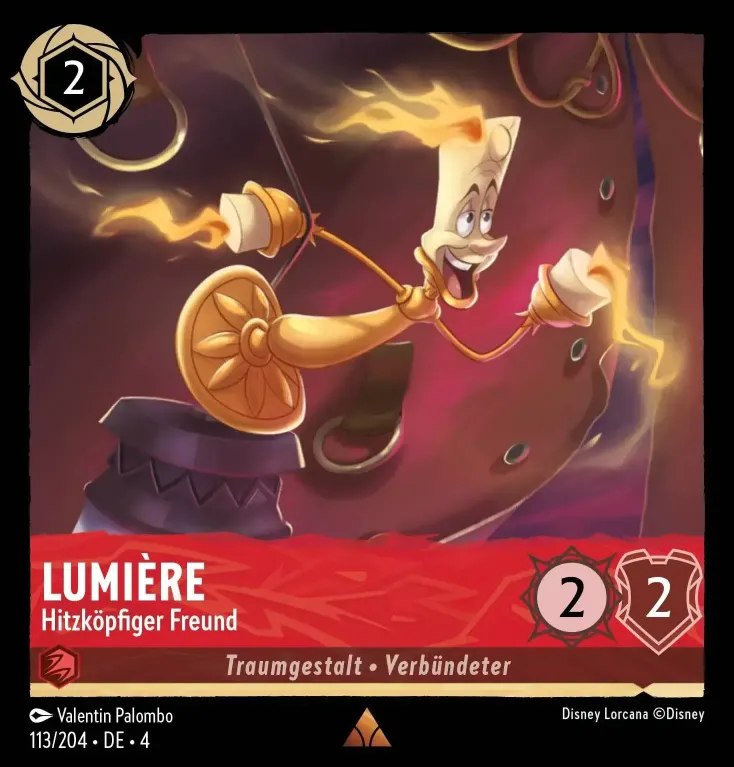 2
LUMIÈRE
Hitzköpfiger Freund
2 2
Traumgestalt • Verbündeter
Valentin Palombo
Disney Lorcana ©Disney
113/204 • DE • 4